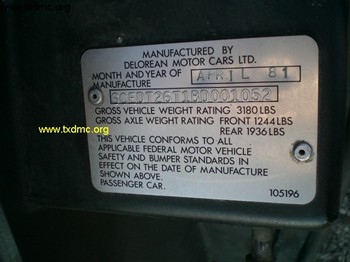 www.txdmc.org
MANUFACTURED BY
DELOREAN MOTOR CARS LTD.
MONTH AND YEAR OF
MANUFACTURE APRIL 81
SCEDT26T1BD001052
GROSS VEHICLE WEIGHT RATING 3180 LBS
GROSS AXLE WEIGHT RATING FRONT 1244 LBS
REAR 1936 LBS
www.txdmc.org
THIS VEHICLE CONFORMS TO ALL
APPLICABLE FEDERAL MOTOR VEHICLE
SAFETY AND BUMPER STANDARDS IN
EFFECT ON THE DATE OF MANUFACTURE
SHOWN ABOVE.
PASSENGER CAR. 105196